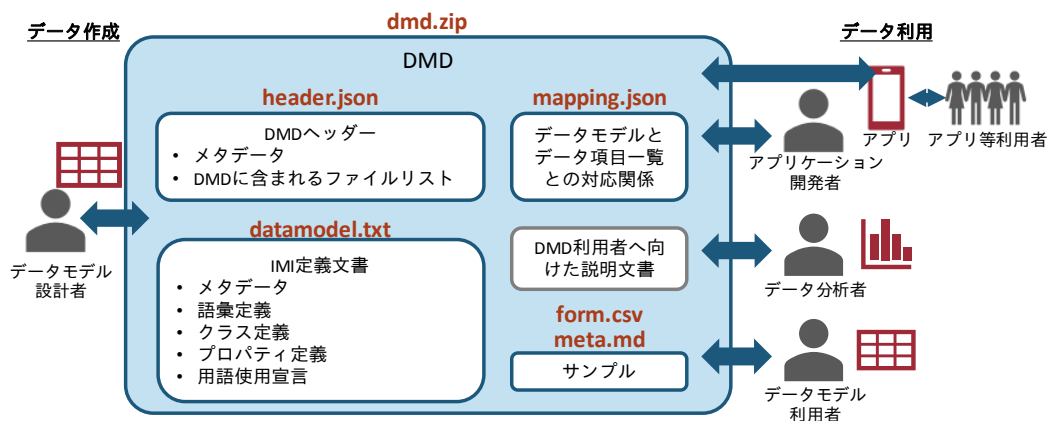 データ作成
dmd.zip
データ利用
DMD
header.json
DMDヘッダー
• メタデータ
• DMDに含まれるファイルリスト
mapping.json
データモデルと
データ項目一覧
との対応関係
アプリケーション
開発者
アプリ
アプリ等利用者
データモデル
設計者
datamodel.txt
IMI定義文書
• メタデータ
• 語彙定義
• クラス定義
• プロパティ定義
• 用語使用宣言
DMD利用者へ向
けた説明文書
データ分析者
form.csv
meta.md
サンプル
データモデル
利用者